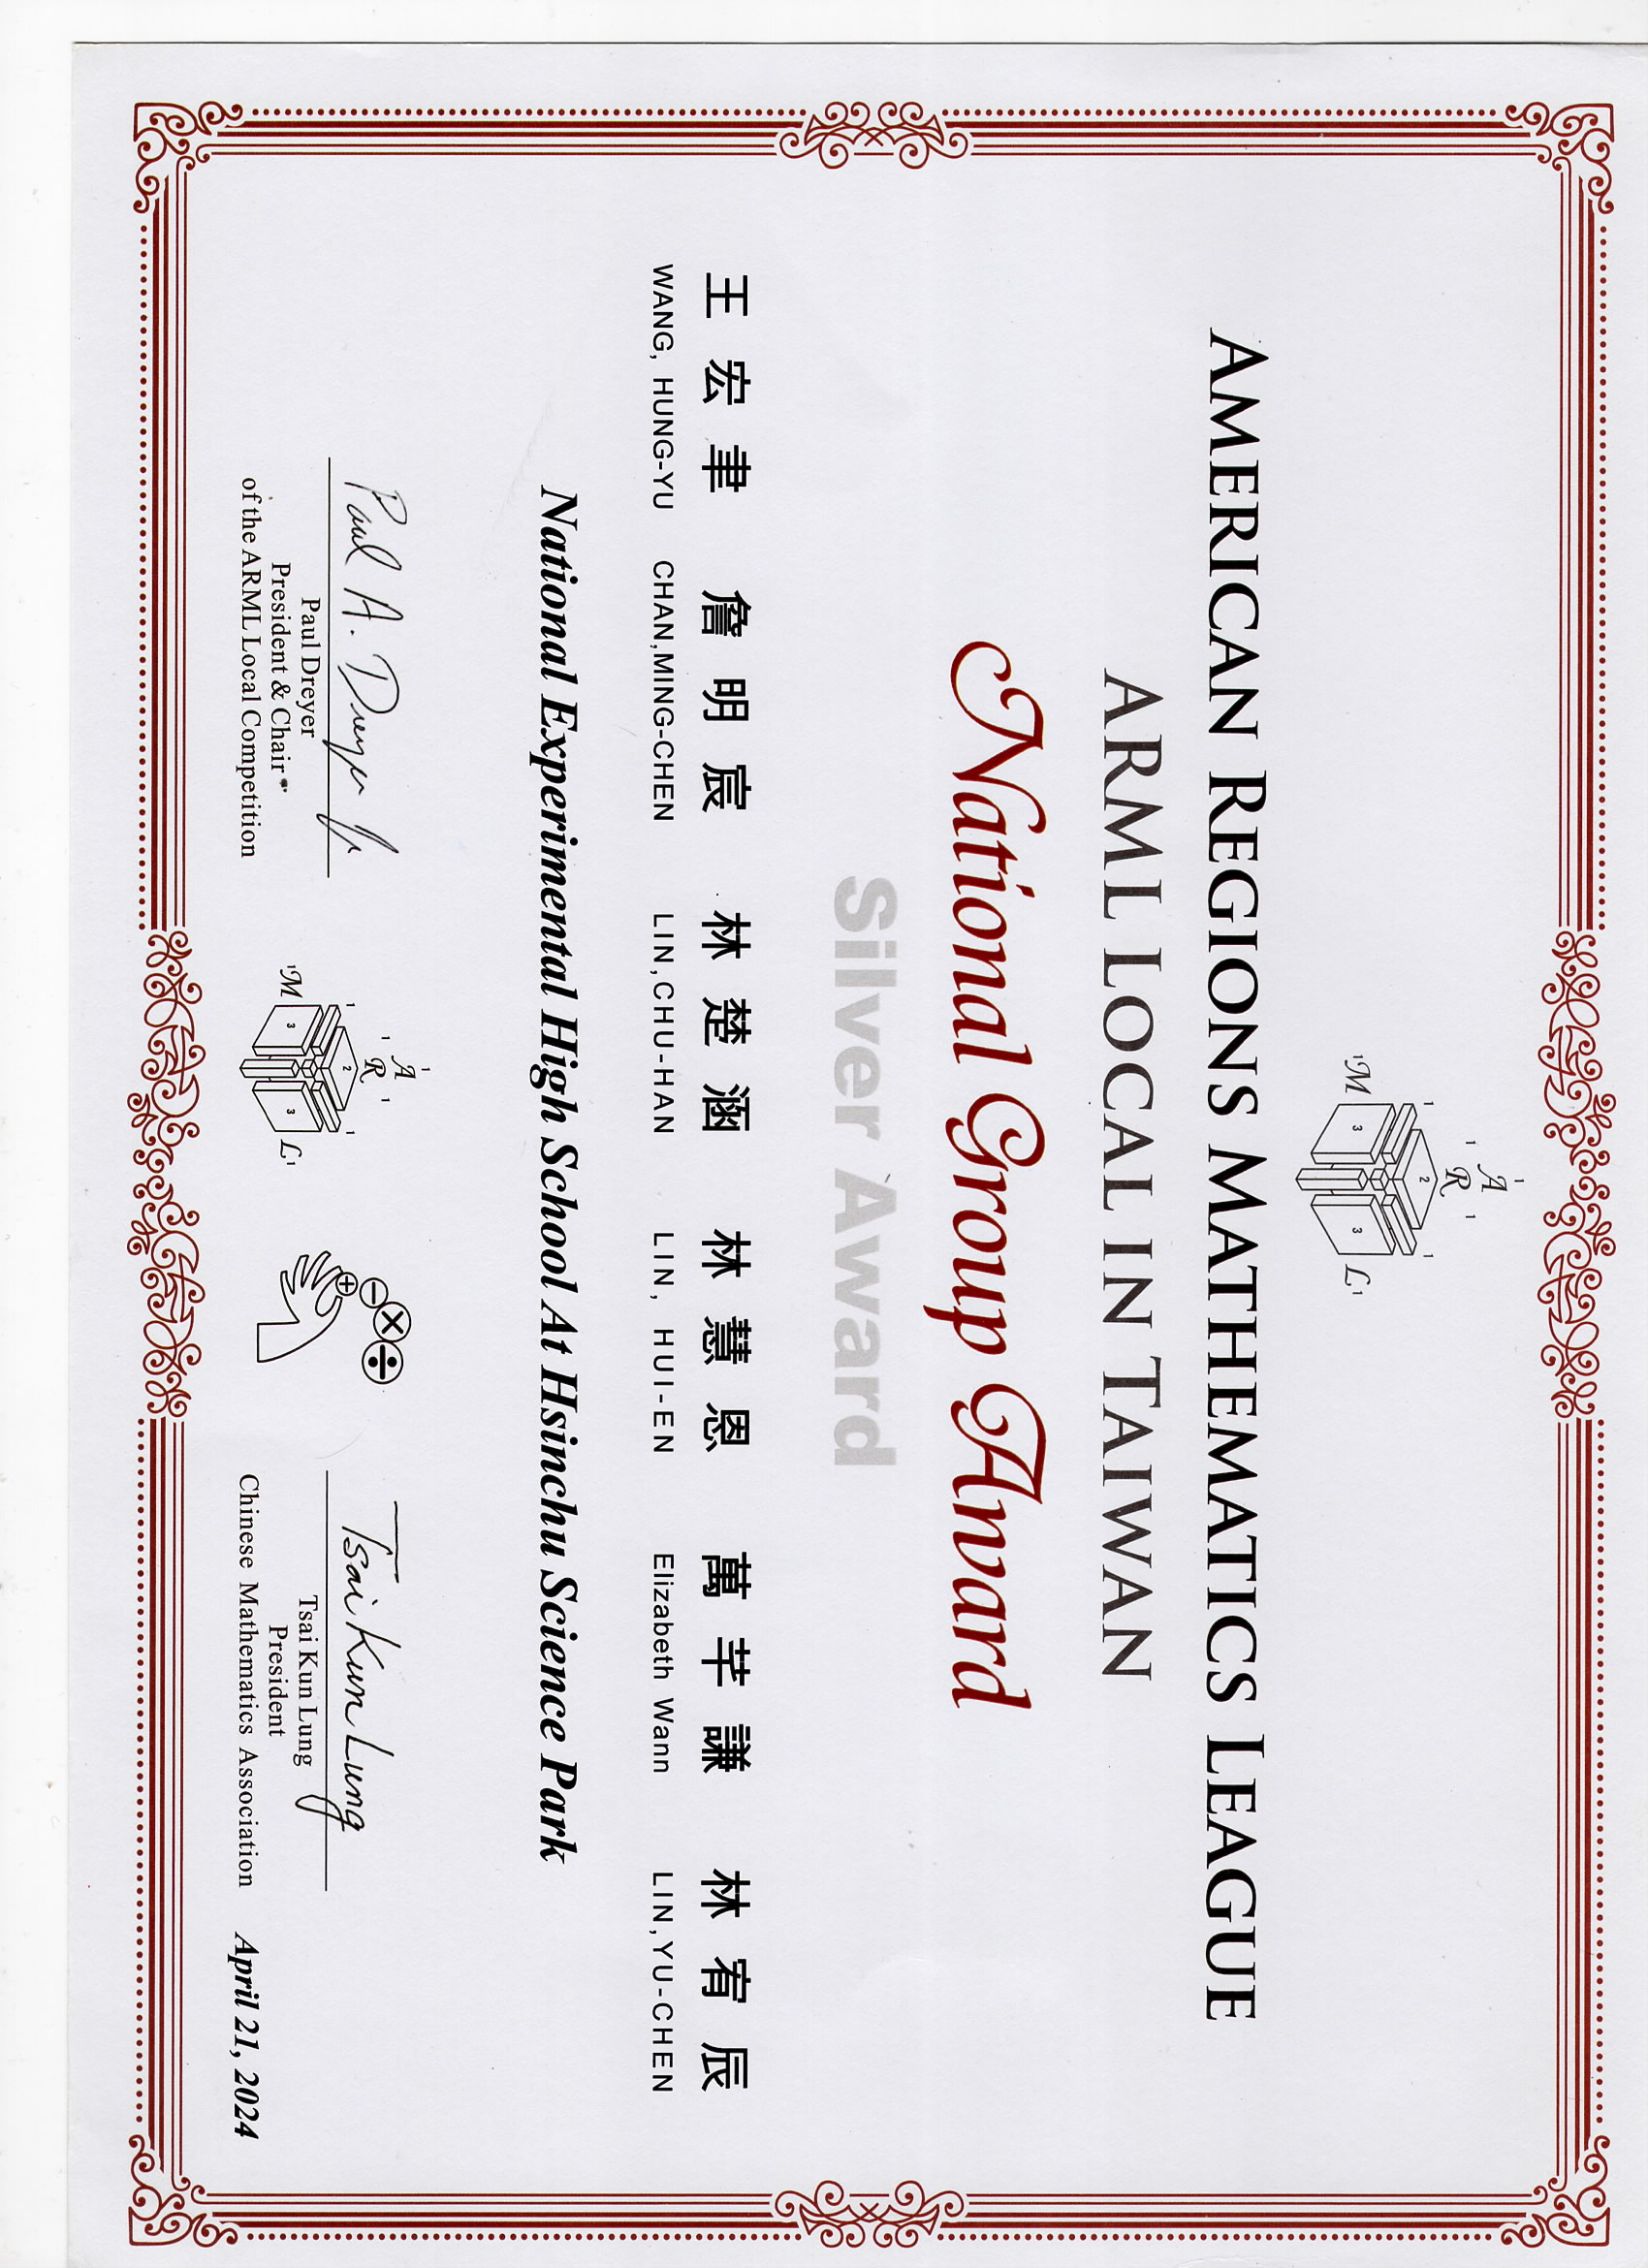 A
R
M
L
AMERICAN REGIONS MATHEMATICS LEAGUE
ARML LOCAL IN TAIWAN
National Group Award
Silver Award
王宏聿 詹明宸 林楚涵 林慧恩 萬芊謙 林宥辰
WANG, HUNG-YU CHAN,MING-CHEN LIN,CHU-HAN LIN, HUI-EN Elizabeth Wann LIN,YU-CHEN
National Experimental High School At Hsinchu Science Park
Paul A. Dreyer Jr
Paul Dreyer
President & Chair
of the ARML Local Competition
A
R
M
L
Tsai Kun Lung
Tsai Kun Lung
President
Chinese Mathematics Association
April 21, 2024